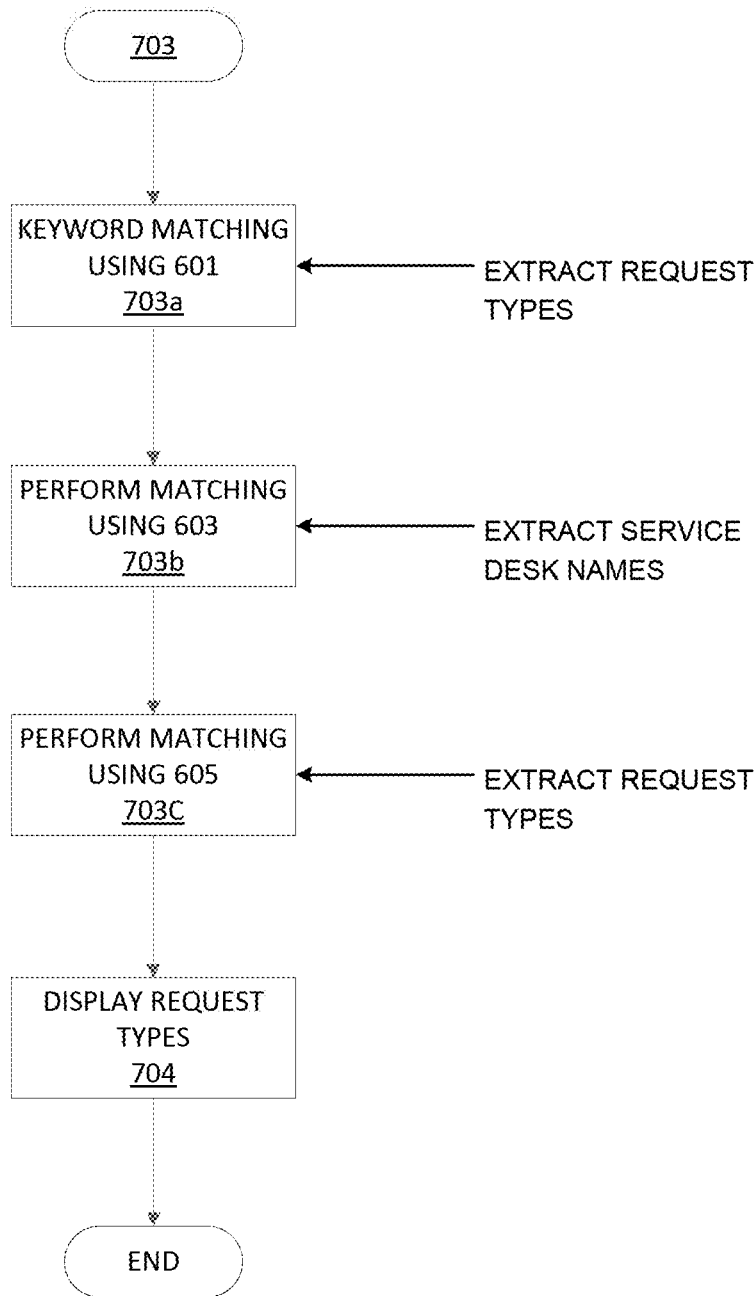 703
KEYWORD MATCHING
USING 601
703a
EXTRACT REQUEST
TYPES
PERFORM MATCHING
USING 603
703b
EXTRACT SERVICE
DESK NAMES
PERFORM MATCHING
USING 605
703C
EXTRACT REQUEST
TYPES
DISPLAY REQUEST
TYPES
704
END